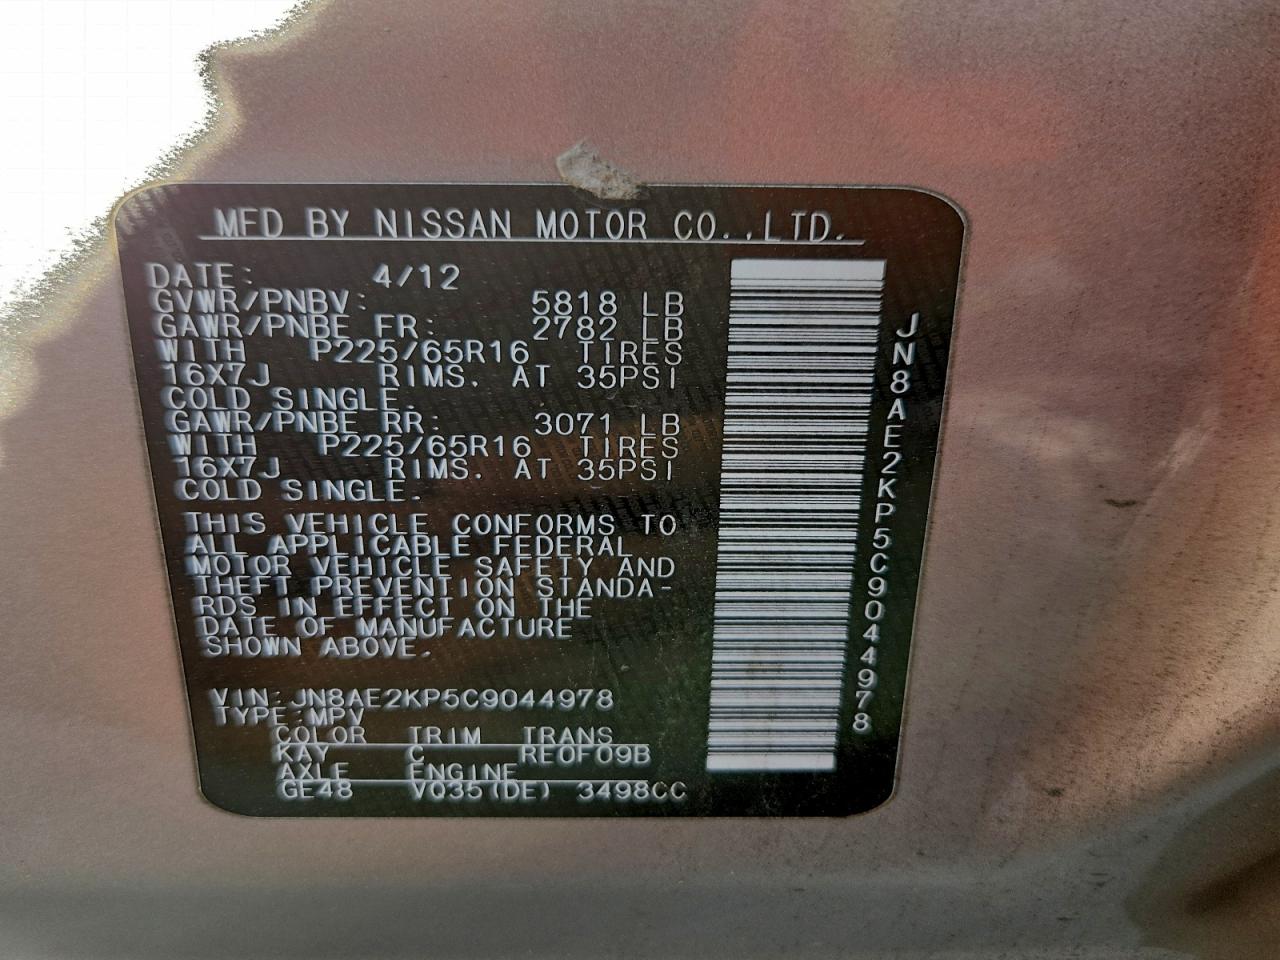 MFD BY NISSAN MOTOR CO.,LTD.
DATE: 4/12
GVWR/PNBV: 5818 LB
GAWR/PNBE FR: 2782 LB
WITH P225/65R16 TIRES
16X7J RIMS. AT 35PSI
COLD SINGLE.
GAWR/PNBE RR: 3071 LB
WITH P225/65R16 TIRES
16X7J RIMS. AT 35PSI
COLD SINGLE.
THIS VEHICLE CONFORMS TO
ALL APPLICABLE FEDERAL
MOTOR VEHICLE SAFETY AND
THEFT PREVENTION STANDA-
RDS IN EFFECT ON THE
DATE OF MANUFACTURE
SHOWN ABOVE.
VIN:JN8AE2KP5C9044978
TYPE:MPV
COLOR TRIM TRANS
KAY C RE0F09B
AXLE ENGINE
GE48 VQ35(DE) 3498CC
JN8AE2KP5C9044978